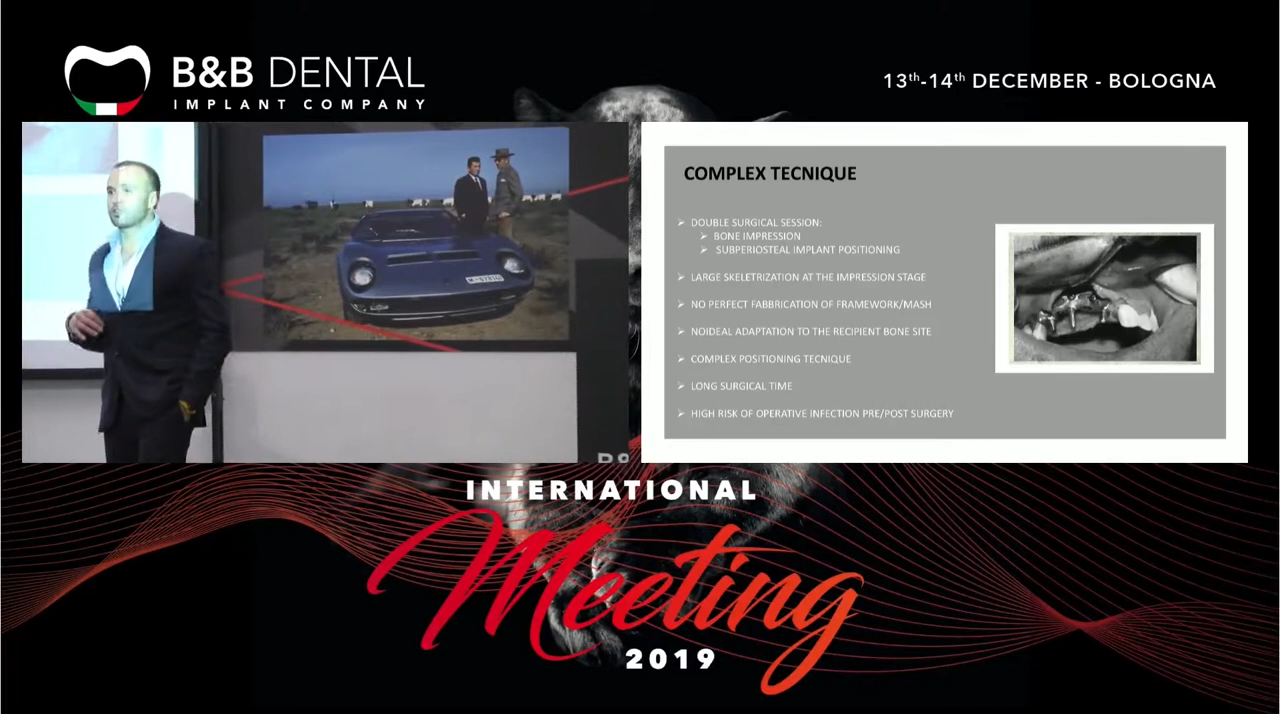 B&B DENTAL
IMPLANT COMPANY
13th-14th DECEMBER - BOLOGNA
COMPLEX TECNIQUE
➢ DOUBLE SURGICAL SESSION:
➢ BONE IMPRESSION
➢ SUBPERIOSTEAL IMPLANT POSITIONING
➢ LARGE SKELETRIZATION AT THE IMPRESSION STAGE
➢ NO PERFECT FABBRICATION OF FRAMEWORK/MASH
➢ NOIDEAL ADAPTATION TO THE RECIPIENT BONE SITE
➢ COMPLEX POSITIONING TECNIQUE
➢ LONG SURGICAL TIME
➢ HIGH RISK OF OPERATIVE INFECTION PRE/POST SURGERY
INTERNATIONAL
Meeting
2019